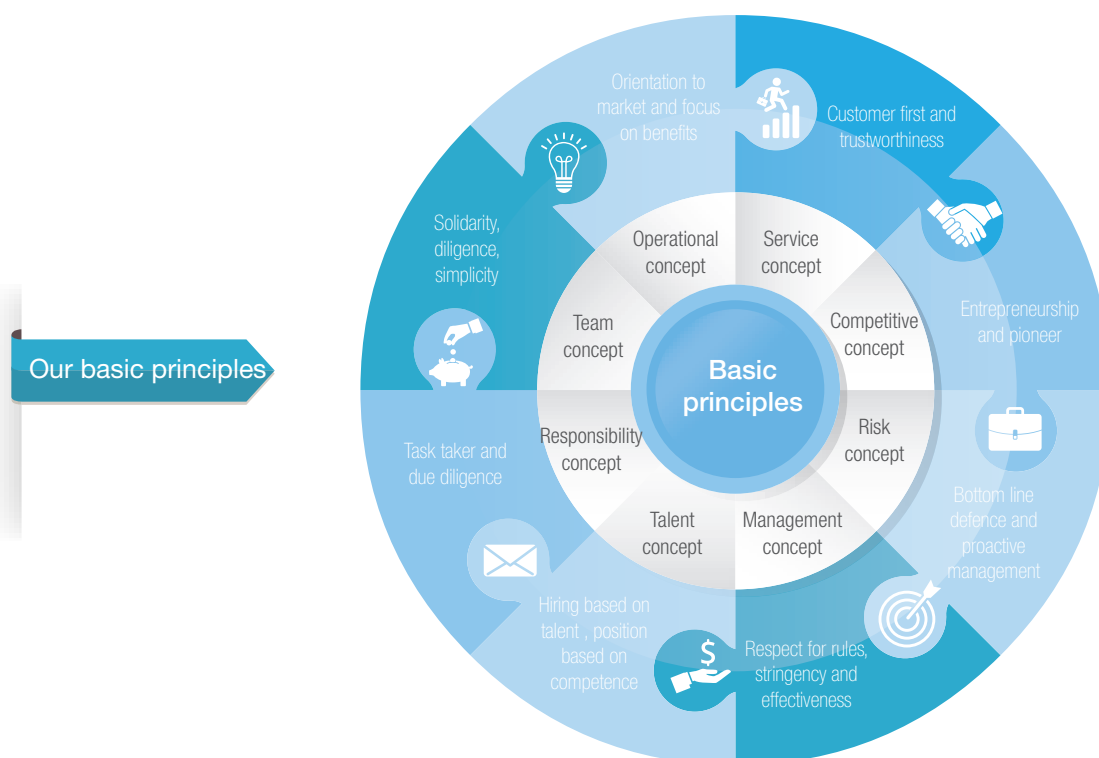 Our basic principles
Basic
principles
Service
concept
Customer first and
trustworthiness
Competitive
concept
Entrepreneurship
and pioneer
Risk
concept
Bottom line
defence and
proactive
management
Management
concept
Respect for rules,
stringency and
effectiveness
$
Talent
concept
Hiring based on
talent , position
based on
competence
Responsibility
concept
Task taker and
due diligence
Team
concept
Solidarity,
diligence,
simplicity
Operational
concept
Orientation to
market and focus
on benefits